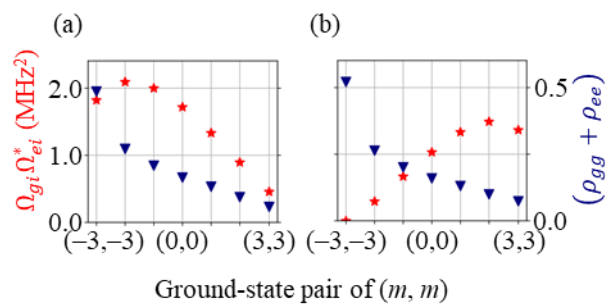 (a)
(b)
Ω_{gi}Ω^*_{ei} (MHz²)
2.0
1.0
0.0
(−3,−3)
(0,0)
(3,3)
(−3,−3)
(0,0)
(3,3)
0.5
0.0
(ρ_{gg} + ρ_{ee})
Ground-state pair of (m, m)